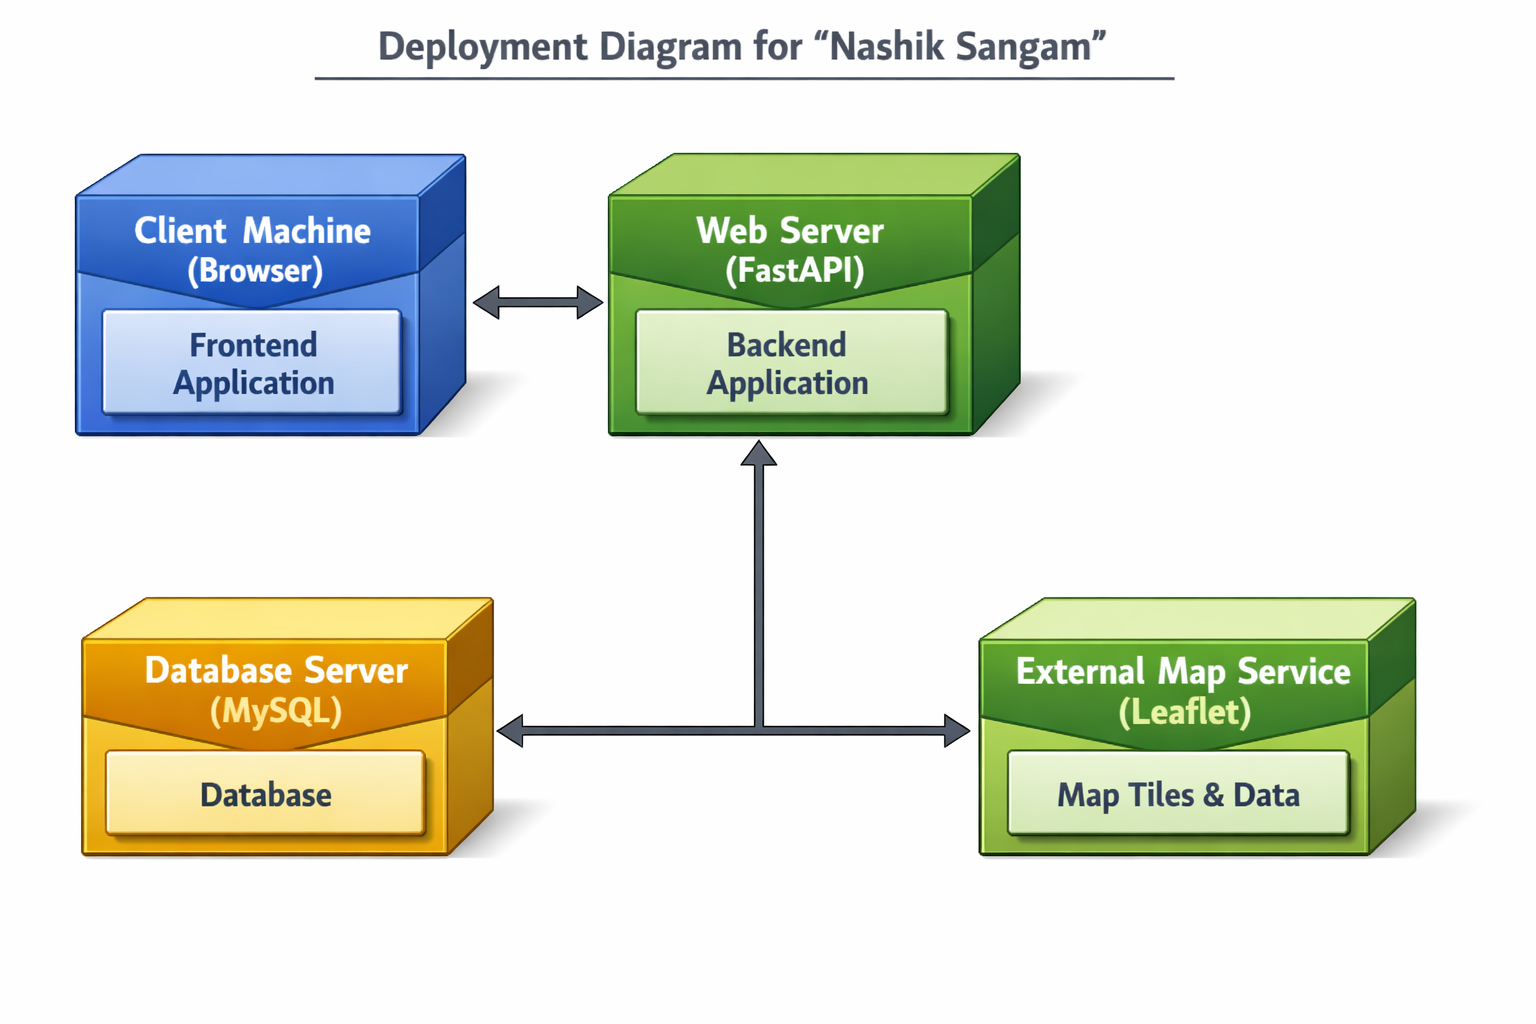 Deployment Diagram for “Nashik Sangam”
Client Machine
(Browser)
Frontend
Application
Web Server
(FastAPI)
Backend
Application
Database Server
(MySQL)
Database
External Map Service
(Leaflet)
Map Tiles & Data